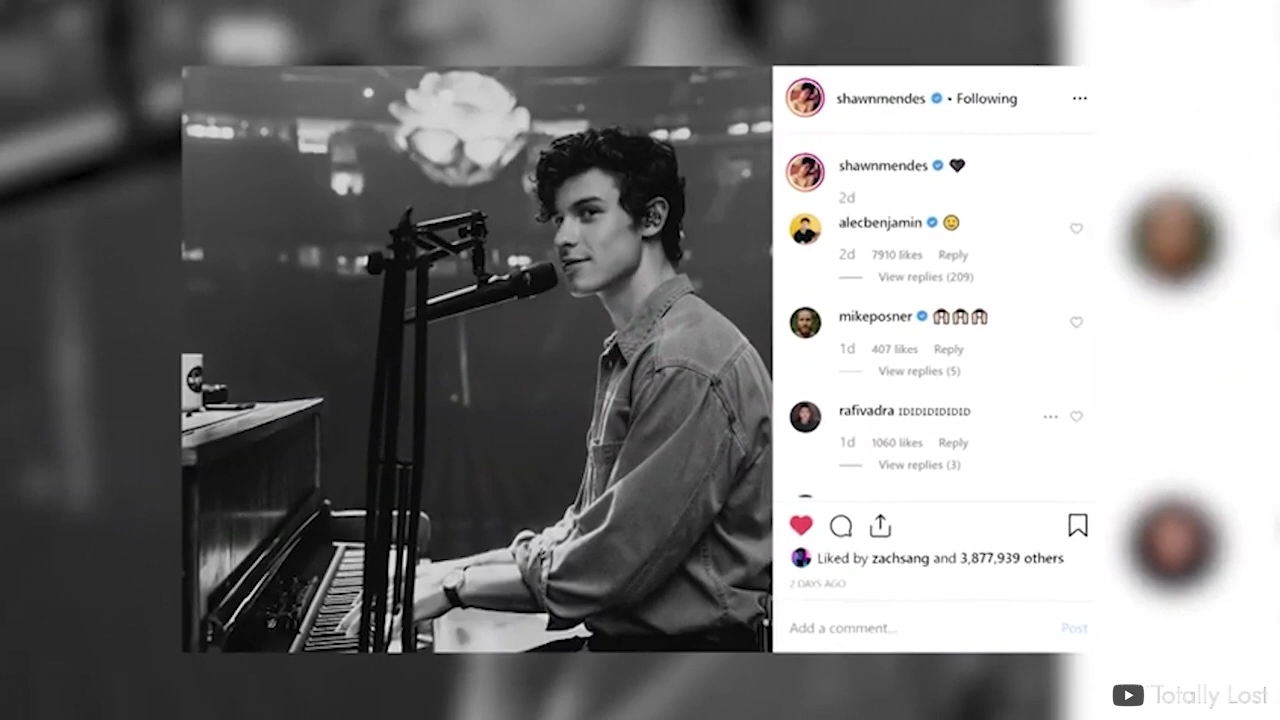 shawnmendes • Following
shawnmendes 🖤
2d
alecbenjamin 🙂
2d 7910 likes Reply
View replies (209)
mikeposner
1d 407 likes Reply
View replies (5)
rafivadra IDIDIDIDIDID
1d 1060 likes Reply
View replies (3)
Liked by zachsang and 3,877,939 others
2 DAYS AGO
Add a comment... Post
Totally Lost